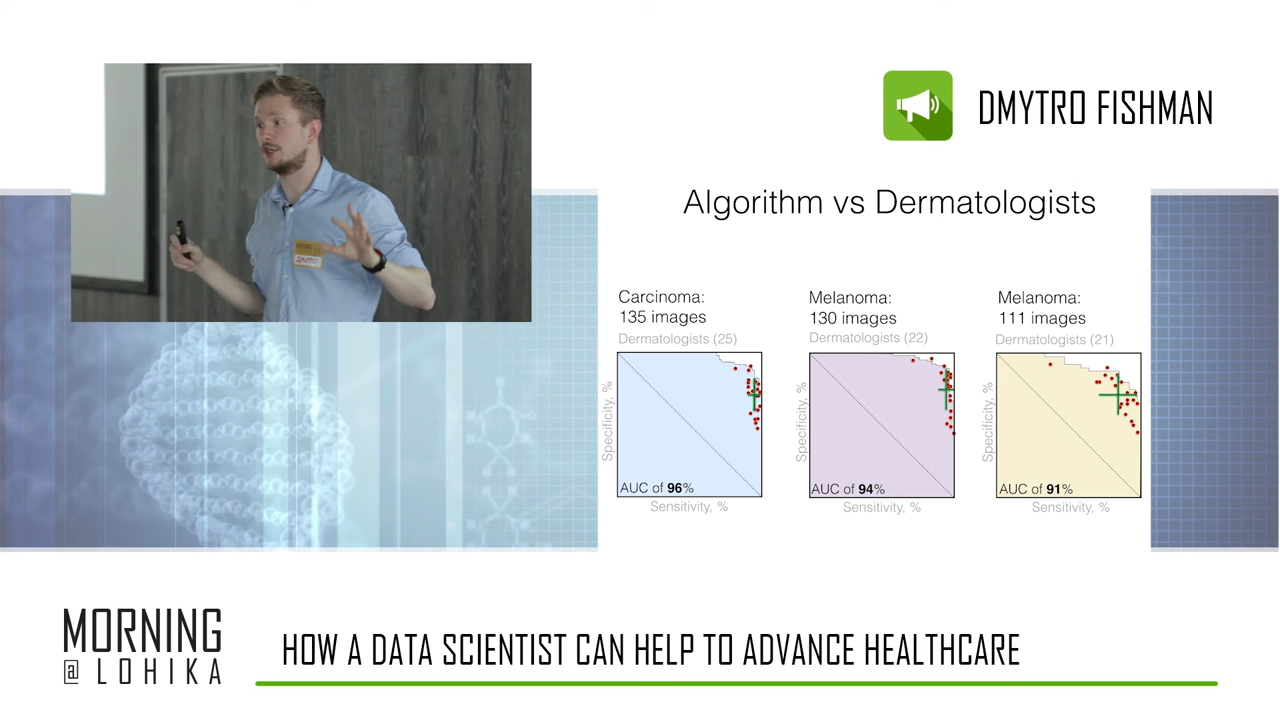 DMYTRO FISHMAN
Algorithm vs Dermatologists
Carcinoma:
135 images
Dermatologists (25)
Specificity, %
AUC of 96%
Sensitivity, %
Melanoma:
130 images
Dermatologists (22)
Specificity, %
AUC of 94%
Sensitivity, %
Melanoma:
111 images
Dermatologists (21)
Specificity, %
AUC of 91%
Sensitivity, %
MORNING
@ LOHIKA
HOW A DATA SCIENTIST CAN HELP TO ADVANCE HEALTHCARE